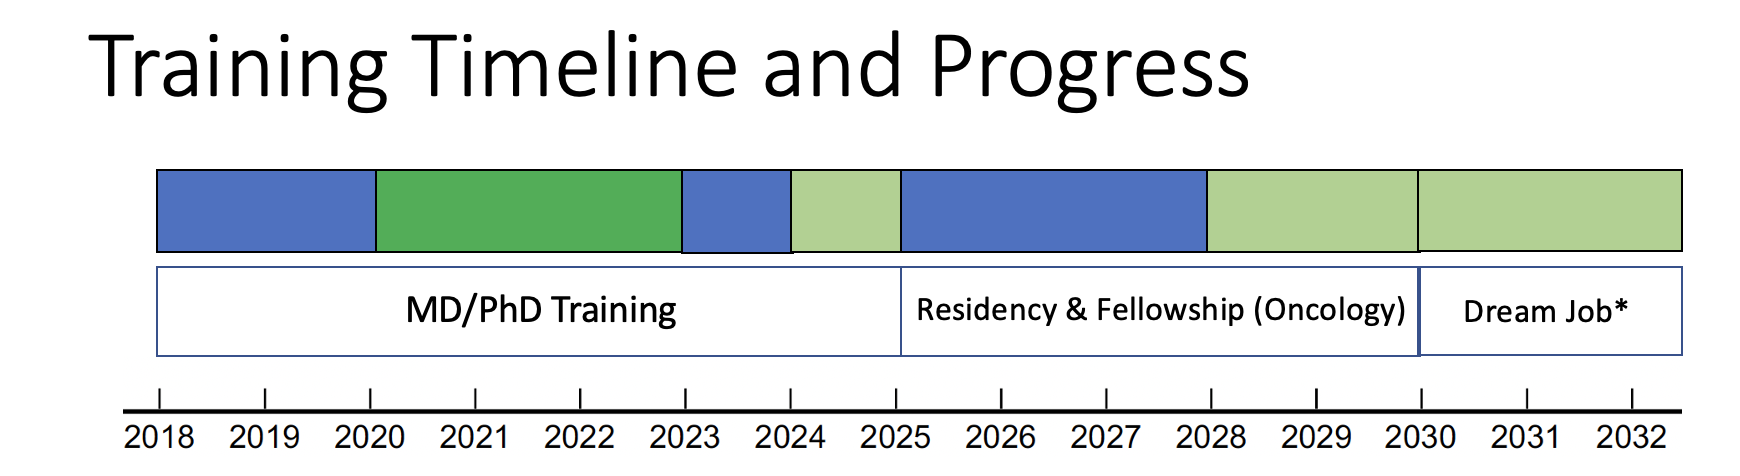 Training Timeline and Progress
MD/PhD Training
Residency & Fellowship (Oncology)
Dream Job*
2018 2019 2020 2021 2022 2023 2024 2025 2026 2027 2028 2029 2030 2031 2032